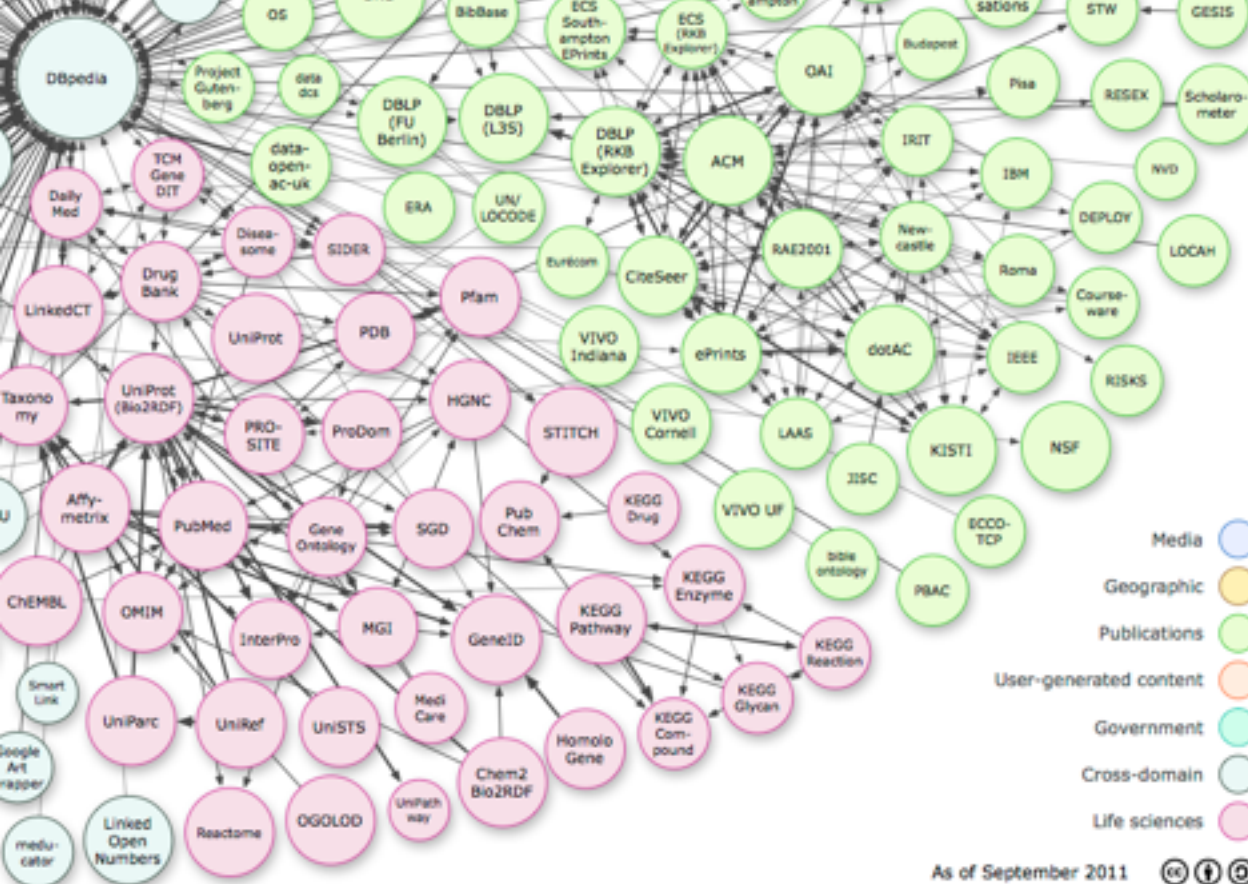 OS
BibBase
ECS
South-
ampton
EPrints
ECS
(RKB
Explorer)
ampton
sations
STW
GESIS
DBpedia
Project
Guten-
berg
data
dcs
DBLP
(FU
Berlin)
DBLP
(L3S)
OAI
Budapest
Pisa
RESEX
Scholaro-
meter
DBLP
(RKB
Explorer)
ACM
IRIT
IBM
NVD
TCM
Gene
DIT
data-
open-
ac-uk
Daily
Med
ERA
UN/
LOCODE
DEPLOY
Disea-
some
SIDER
Eurécom
CiteSeer
RAE2001
New-
castle
Roma
LOCAH
LinkedCT
Drug
Bank
Pfam
Course-
ware
UniProt
PDB
VIVO
Indiana
ePrints
dotAC
IEEE
RISKS
Taxono
my
UniProt
(Bio2RDF)
HGNC
PRO-
SITE
ProDom
STITCH
VIVO
Cornell
LAAS
KISTI
NSF
JISC
Affy-
metrix
PubMed
Gene
Ontology
SGD
Pub
Chem
KEGG
Drug
VIVO UF
ECCO-
TCP
U
bible
ontology
PBAC
Media
Geographic
Publications
User-generated content
Government
Cross-domain
Life sciences
ChEMBL
OMIM
InterPro
MGI
GeneID
KEGG
Pathway
KEGG
Enzyme
KEGG
Reaction
Smart
Link
UniParc
UniRef
UniSTS
Medi
Care
KEGG
Com-
pound
KEGG
Glycan
Google
Art
rapper
Homolo
Gene
Chem2
Bio2RDF
UniPath
way
OGOLOD
Reactome
Linked
Open
Numbers
medu-
cator
As of September 2011
cc